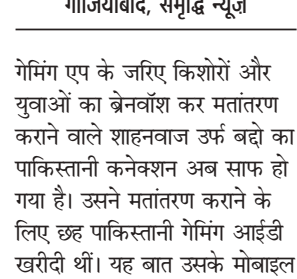 गाजियाबाद, समृद्धि न्यूज़
गेमिंग एप के जरिए किशोरों और
युवाओं का ब्रेनवॉश कर मतांतरण
कराने वाले शाहनवाज उर्फ बद्दो का
पाकिस्तानी कनेक्शन अब साफ हो
गया है। उसने मतांतरण कराने के
लिए छह पाकिस्तानी गेमिंग आईडी
खरीदी थीं। यह बात उसके मोबाइल